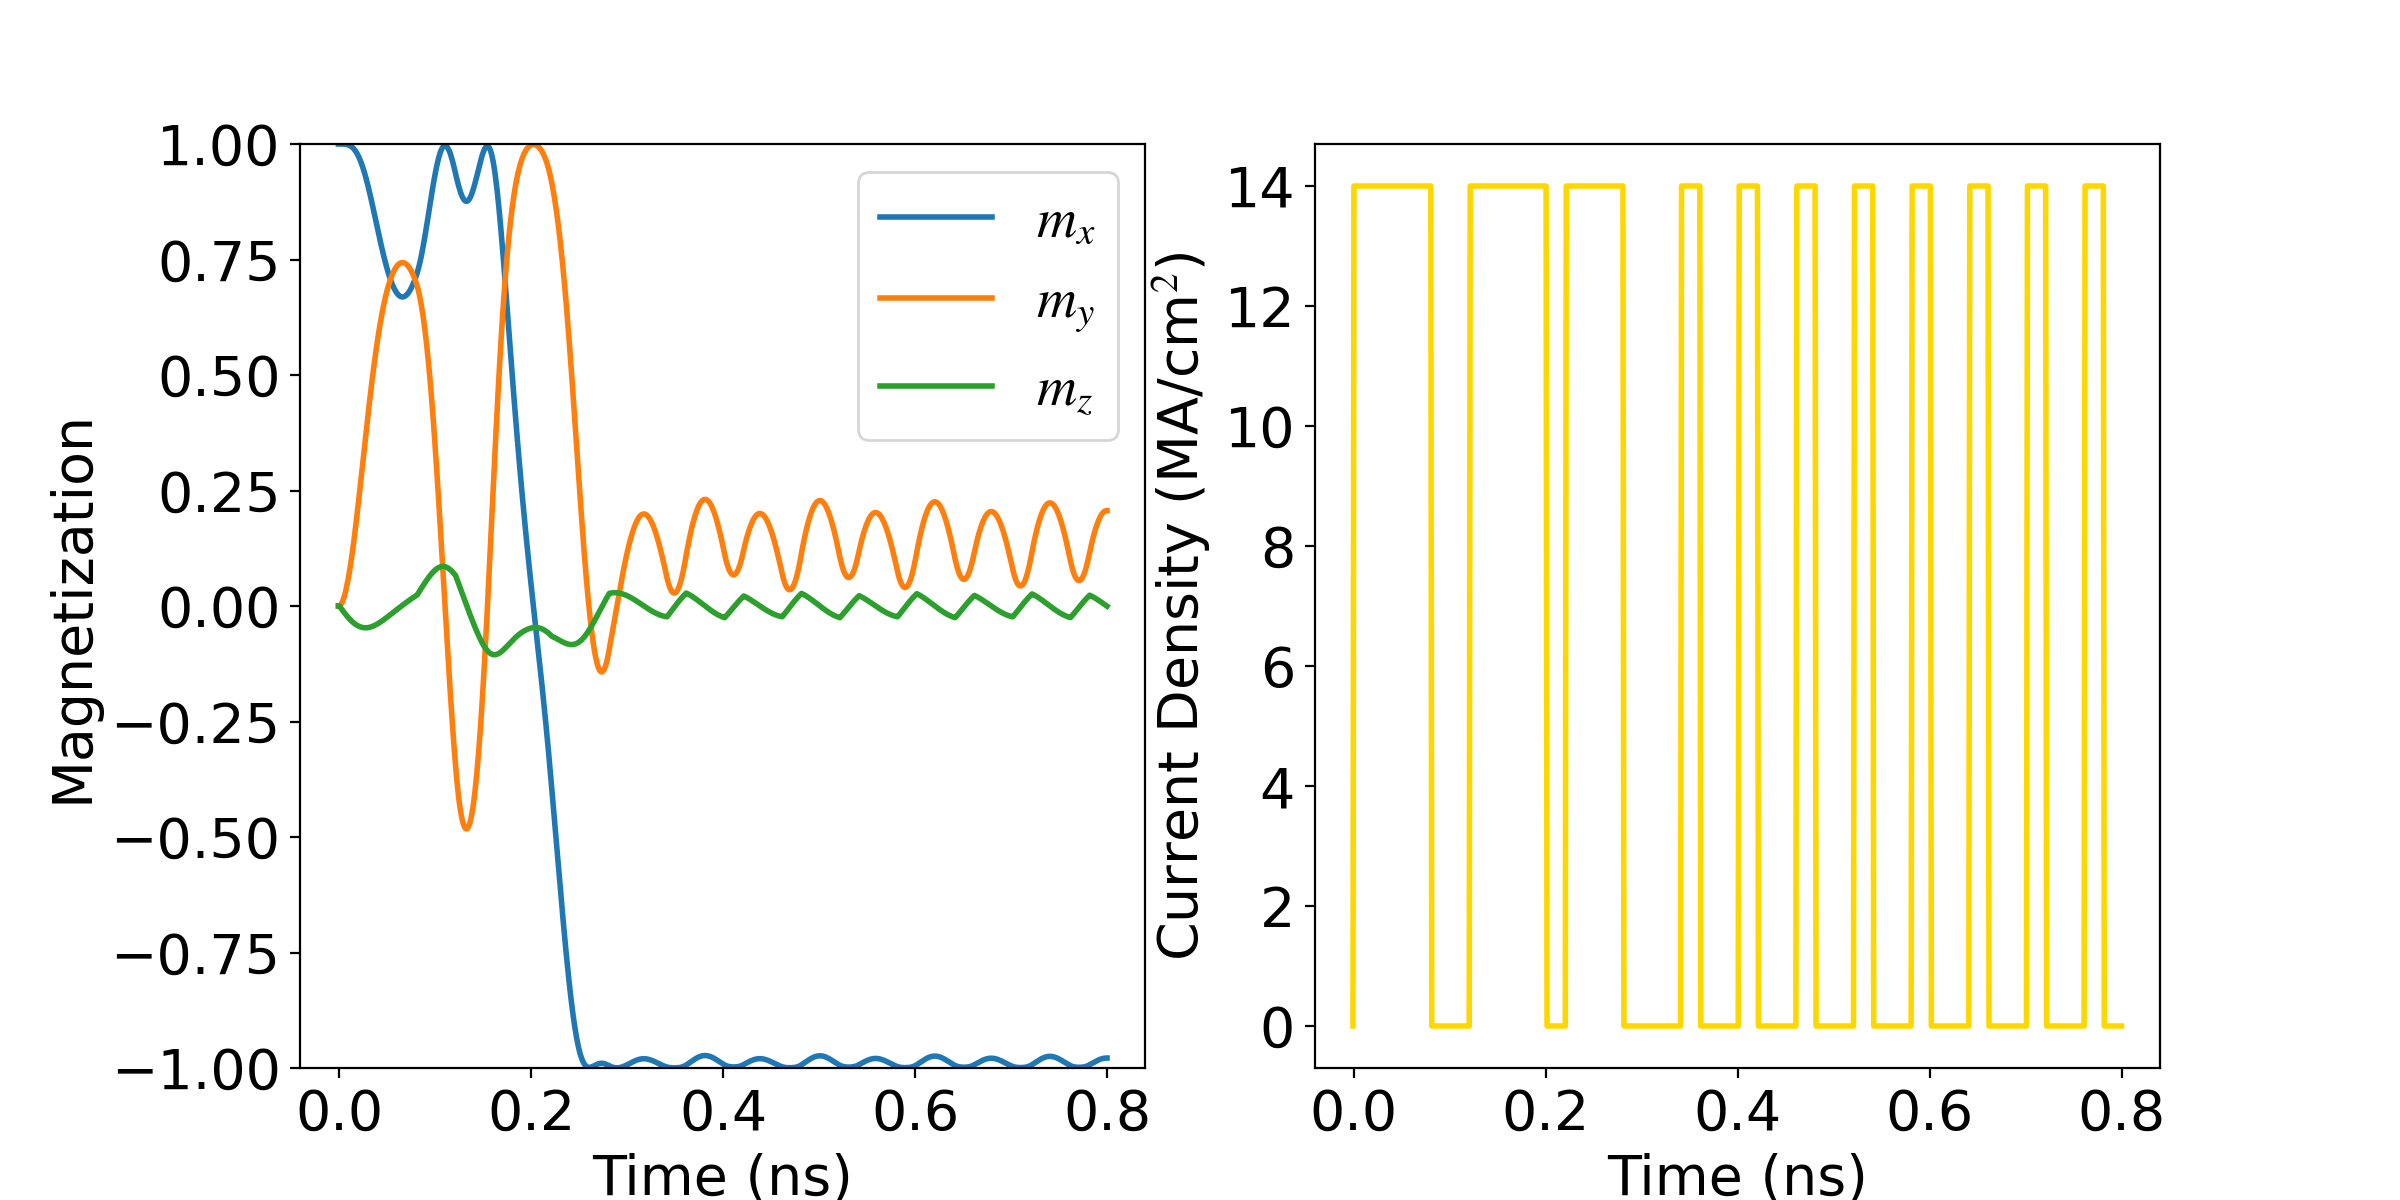 1.00
0.75
0.50
0.25
0.00
−0.25
−0.50
−0.75
−1.00
Magnetization
0.0 0.2 0.4 0.6 0.8
Time (ns)
m_x
m_y
m_z
14
12
10
8
6
4
2
0
Current Density (MA/cm²)
0.0 0.2 0.4 0.6 0.8
Time (ns)